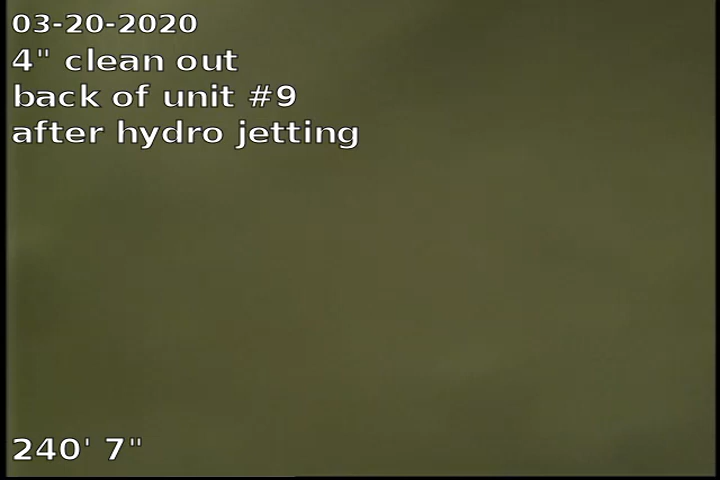 03-20-2020
4" clean out
back of unit #9
after hydro jetting
240' 7"